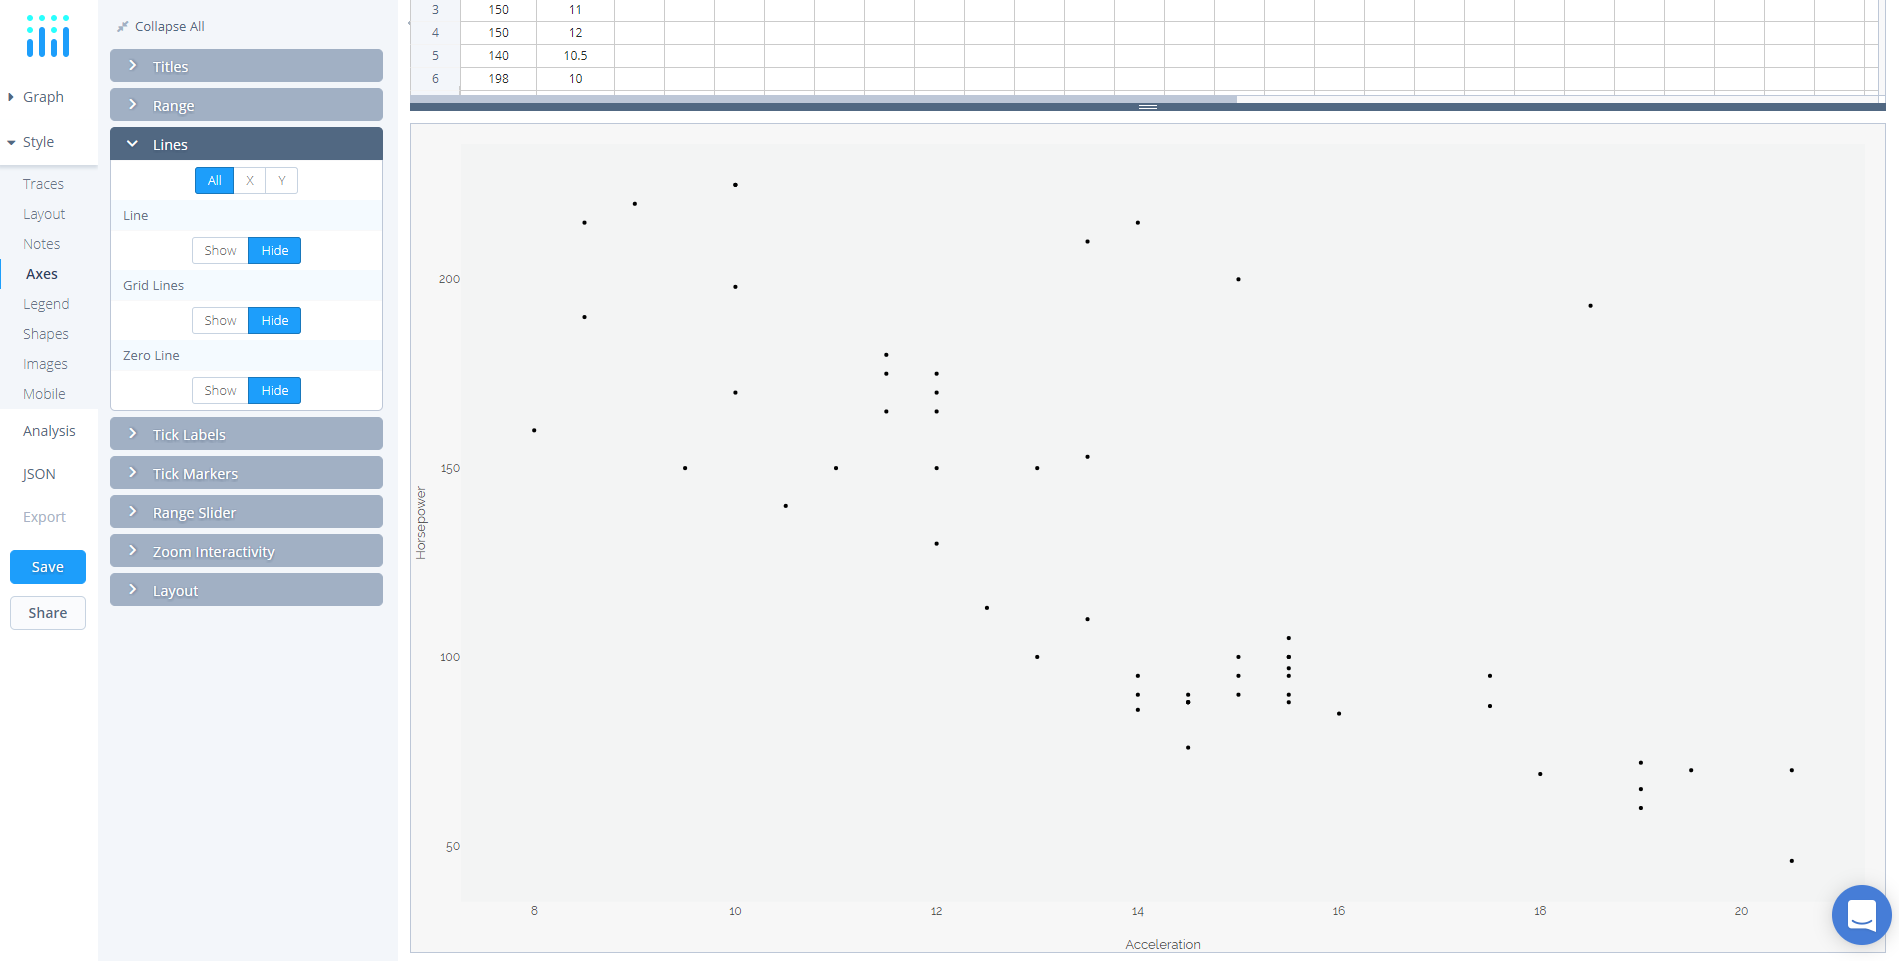 Graph
Style
Traces
Layout
Notes
Axes
Legend
Shapes
Images
Mobile
Analysis
JSON
Export
Save
Share
Collapse All
Titles
Range
Lines
All X Y
Line
Show Hide
Grid Lines
Show Hide
Zero Line
Show Hide
Tick Labels
Tick Markers
Range Slider
Zoom Interactivity
Layout
3 150 11
4 150 12
5 140 10.5
6 198 10
Horsepower
200
150
100
50
8 10 12 14 16 18 20
Acceleration